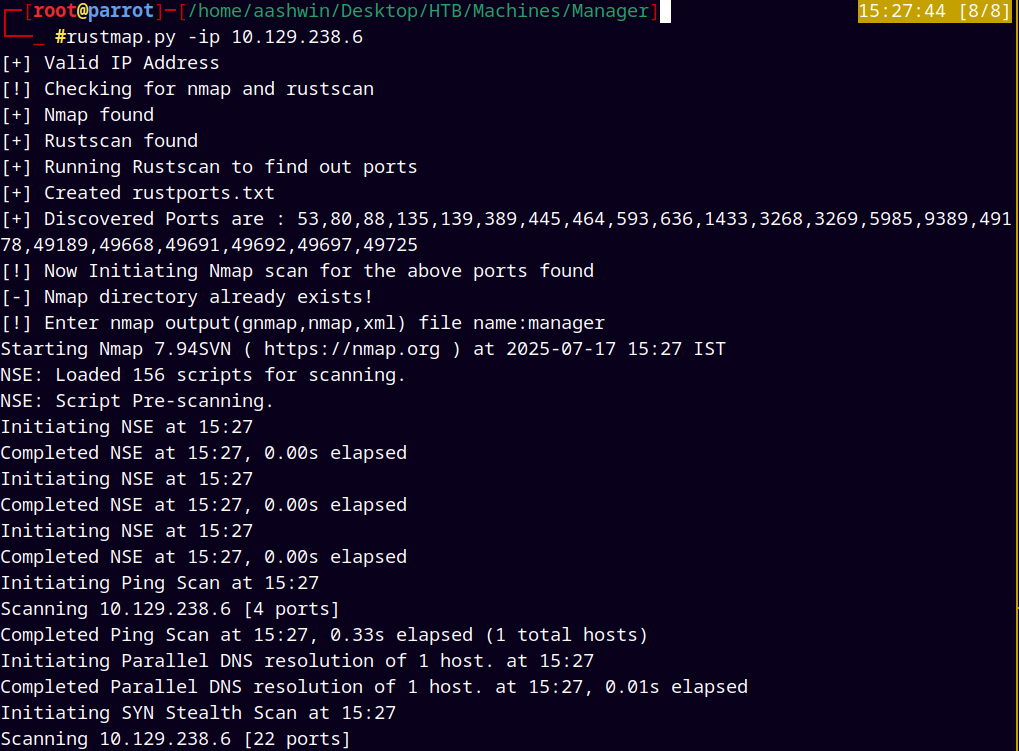 ┌─[root@parrot]─[/home/aashwin/Desktop/HTB/Machines/Manager]
15:27:44 [8/8]
└──╼ #rustmap.py -ip 10.129.238.6
[+] Valid IP Address
[!] Checking for nmap and rustscan
[+] Nmap found
[+] Rustscan found
[+] Running Rustscan to find out ports
[+] Created rustports.txt
[+] Discovered Ports are : 53,80,88,135,139,389,445,464,593,636,1433,3268,3269,5985,9389,491
78,49189,49668,49691,49692,49697,49725
[!] Now Initiating Nmap scan for the above ports found
[-] Nmap directory already exists!
[!] Enter nmap output(gnmap,nmap,xml) file name:manager
Starting Nmap 7.94SVN ( https://nmap.org ) at 2025-07-17 15:27 IST
NSE: Loaded 156 scripts for scanning.
NSE: Script Pre-scanning.
Initiating NSE at 15:27
Completed NSE at 15:27, 0.00s elapsed
Initiating NSE at 15:27
Completed NSE at 15:27, 0.00s elapsed
Initiating NSE at 15:27
Completed NSE at 15:27, 0.00s elapsed
Initiating Ping Scan at 15:27
Scanning 10.129.238.6 [4 ports]
Completed Ping Scan at 15:27, 0.33s elapsed (1 total hosts)
Initiating Parallel DNS resolution of 1 host. at 15:27
Completed Parallel DNS resolution of 1 host. at 15:27, 0.01s elapsed
Initiating SYN Stealth Scan at 15:27
Scanning 10.129.238.6 [22 ports]